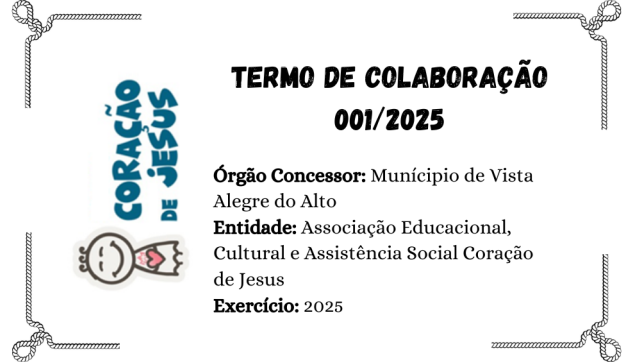 TERMO DE COLABORAÇÃO
001/2025
CORAÇÃO
DE JESUS
Órgão Concessor: Munícipio de Vista
Alegre do Alto
Entidade: Associação Educacional,
Cultural e Assistência Social Coração
de Jesus
Exercício: 2025